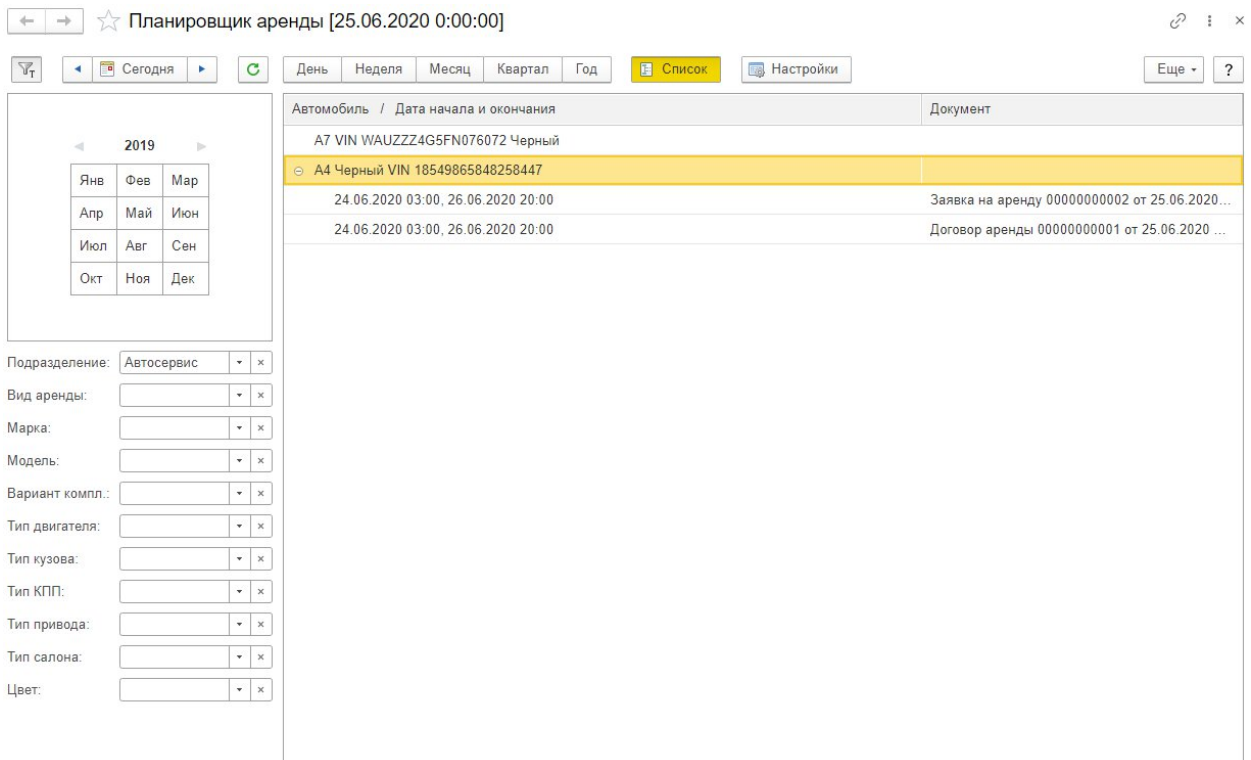 Планировщик аренды [25.06.2020 0:00:00]
Сегодня День Неделя Месяц Квартал Год Список Настройки Еще ?
Автомобиль / Дата начала и окончания Документ
A7 VIN WAUZZZ4G5FN076072 Черный
A4 Черный VIN 18549865848258447
24.06.2020 03:00, 26.06.2020 20:00 Заявка на аренду 00000000002 от 25.06.2020...
24.06.2020 03:00, 26.06.2020 20:00 Договор аренды 00000000001 от 25.06.2020 ...
2019
Янв Фев Мар
Апр Май Июн
Июл Авг Сен
Окт Ноя Дек
Подразделение: Автосервис
Вид аренды:
Марка:
Модель:
Вариант компл.:
Тип двигателя:
Тип кузова:
Тип КПП:
Тип привода:
Тип салона:
Цвет: